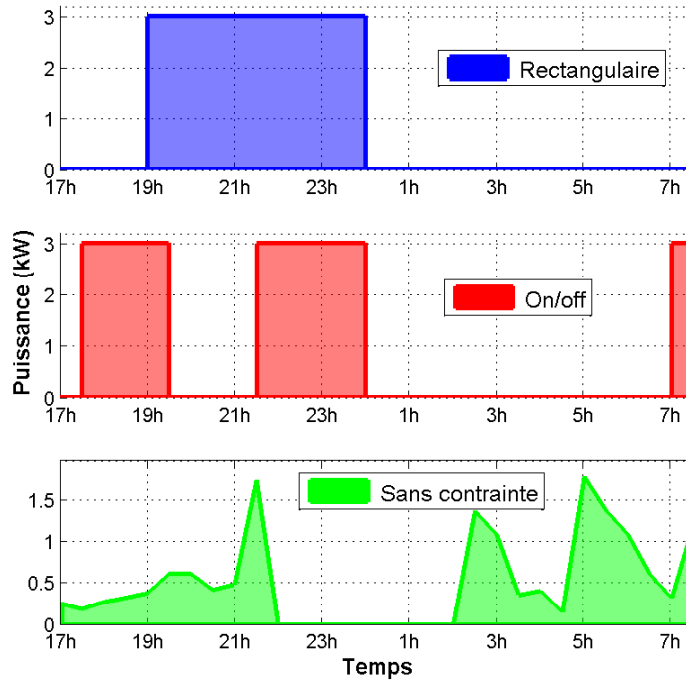 3
2
1
0
Rectangulaire
17h 19h 21h 23h 1h 3h 5h 7h
Puissance (kW)
3
2
1
0
On/off
17h 19h 21h 23h 1h 3h 5h 7h
1.5
1
0.5
0
Sans contrainte
17h 19h 21h 23h 1h 3h 5h 7h
Temps